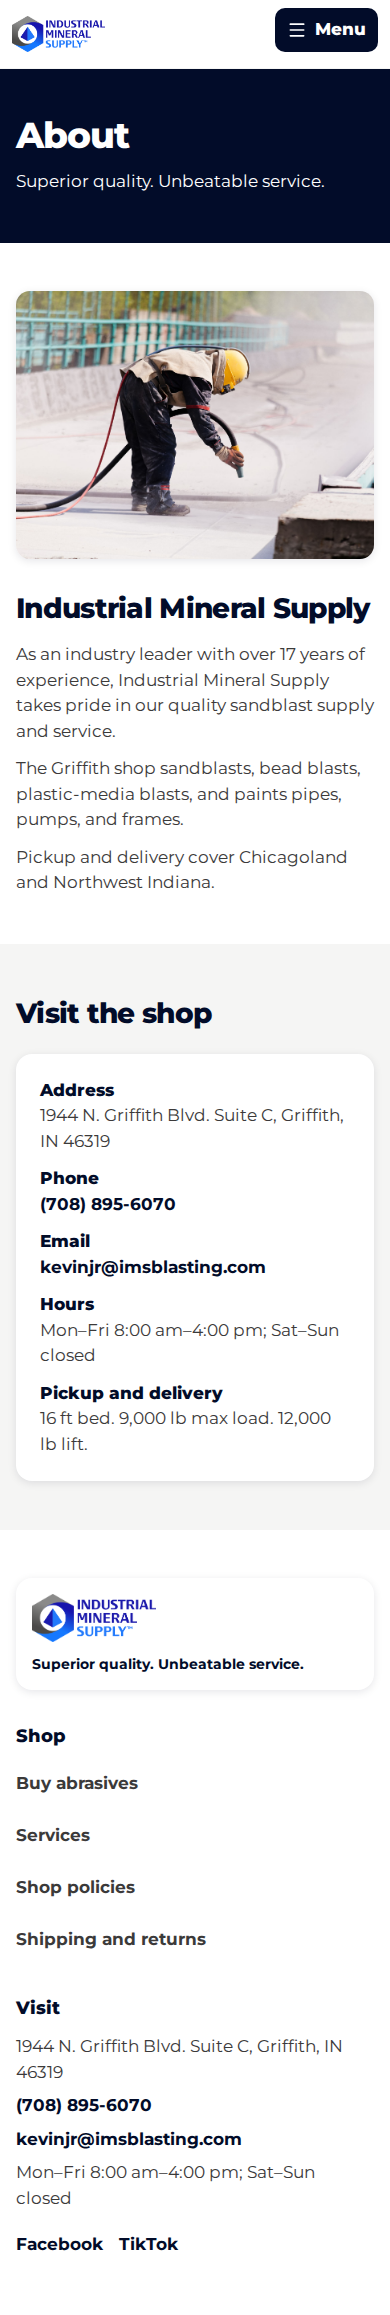 INDUSTRIAL
MINERAL
SUPPLY™
Menu
About
Superior quality. Unbeatable service.
Industrial Mineral Supply
As an industry leader with over 17 years of
experience, Industrial Mineral Supply
takes pride in our quality sandblast supply
and service.
The Griffith shop sandblasts, bead blasts,
plastic-media blasts, and paints pipes,
pumps, and frames.
Pickup and delivery cover Chicagoland
and Northwest Indiana.
Visit the shop
Address
1944 N. Griffith Blvd. Suite C, Griffith,
IN 46319
Phone
(708) 895-6070
Email
kevinjr@imsblasting.com
Hours
Mon–Fri 8:00 am–4:00 pm; Sat–Sun
closed
Pickup and delivery
16 ft bed. 9,000 lb max load. 12,000
lb lift.
INDUSTRIAL
MINERAL
SUPPLY™
Superior quality. Unbeatable service.
Shop
Buy abrasives
Services
Shop policies
Shipping and returns
Visit
1944 N. Griffith Blvd. Suite C, Griffith, IN
46319
(708) 895-6070
kevinjr@imsblasting.com
Mon–Fri 8:00 am–4:00 pm; Sat–Sun
closed
Facebook TikTok